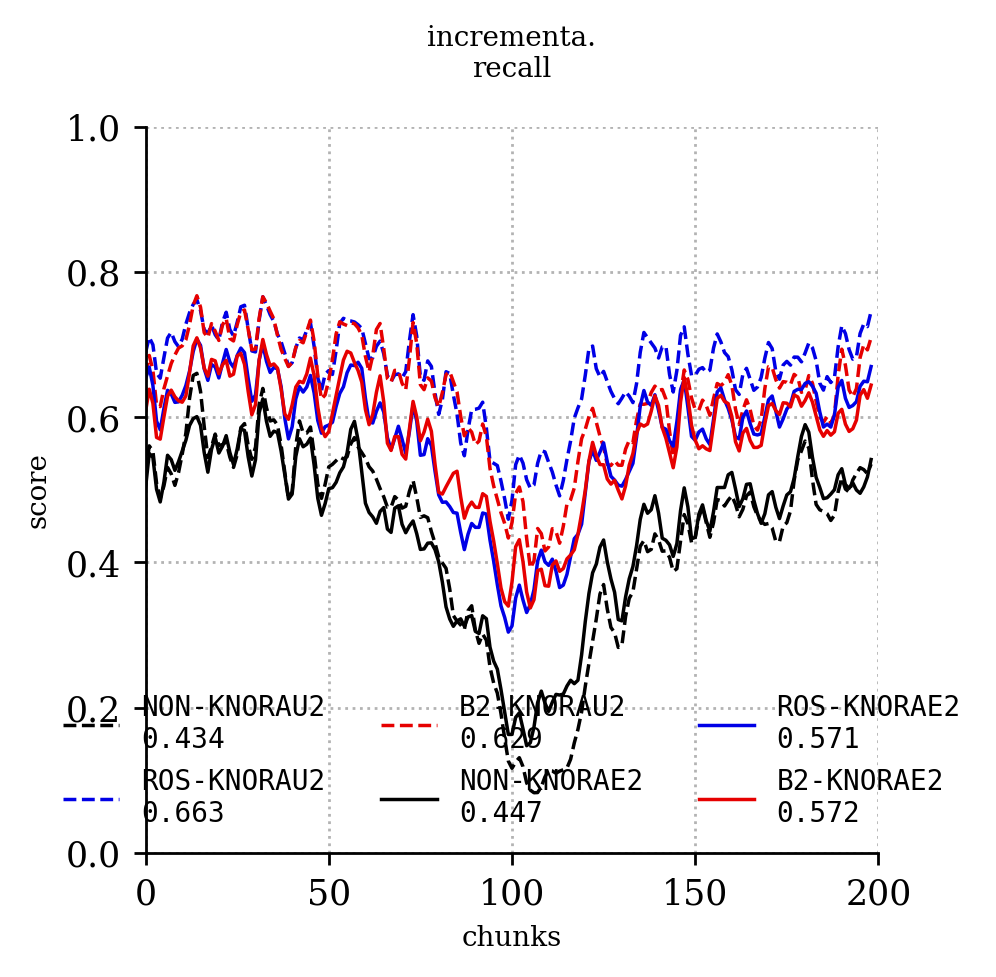 incrementa.
recall
1.0
0.8
0.6
0.4
0.2
0.0
score
NON-KNORAU2
0.434
ROS-KNORAU2
0.663
B2-KNORAU2
0.629
NON-KNORAE2
0.447
ROS-KNORAE2
0.571
B2-KNORAE2
0.572
0 50 100 150 200
chunks